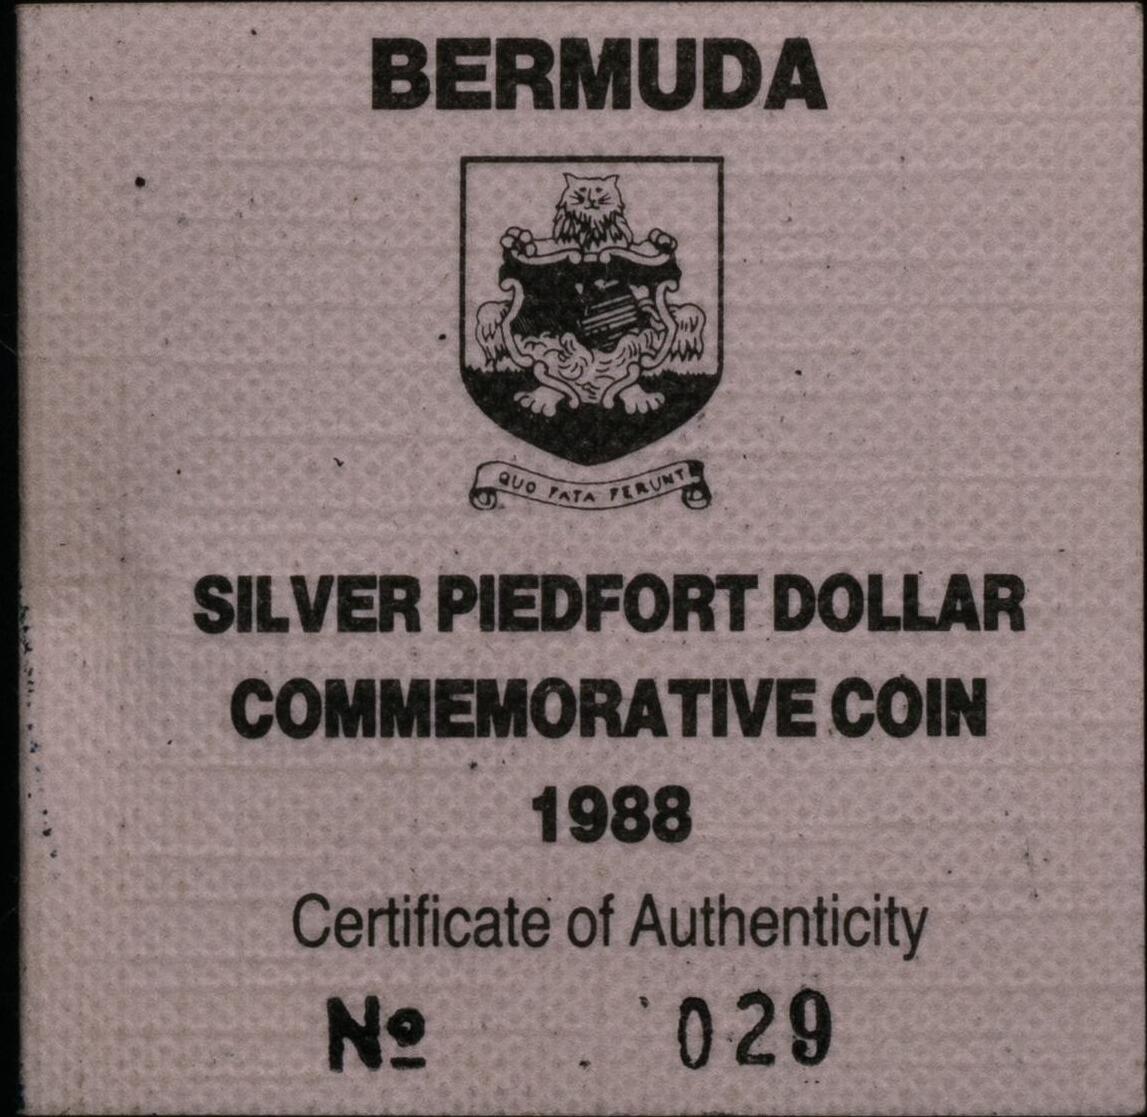 BERMUDA
QUO FATA FERUNT
SILVER PIEDFORT DOLLAR
COMMEMORATIVE COIN
1988
Certificate of Authenticity
Nº 029